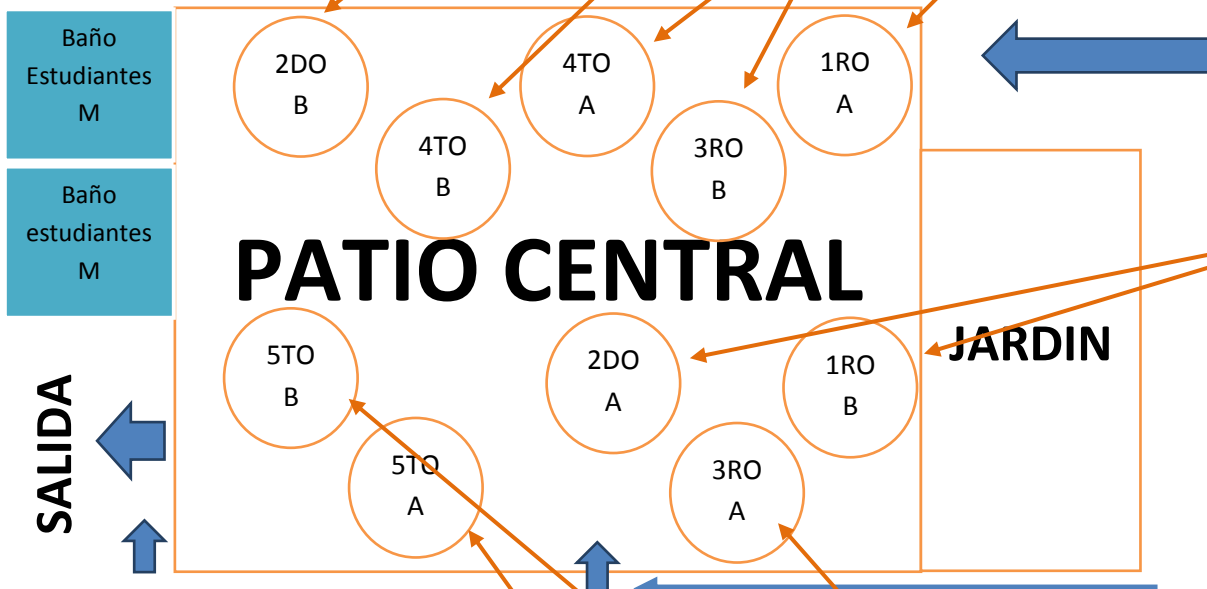 Baño
Estudiantes
M
2DO
B
4TO
A
1RO
A
4TO
B
3RO
B
Baño
estudiantes
M
PATIO CENTRAL
JARDIN
5TO
B
2DO
A
1RO
B
SALIDA
5TO
A
3RO
A